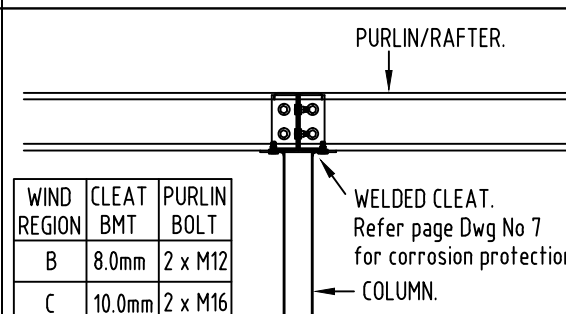 PURLIN/RAFTER.
WIND REGION CLEAT BMT PURLIN BOLT
B 8.0mm 2 x M12
C 10.0mm 2 x M16
WELDED CLEAT.
Refer page Dwg No 7
for corrosion protection
COLUMN.